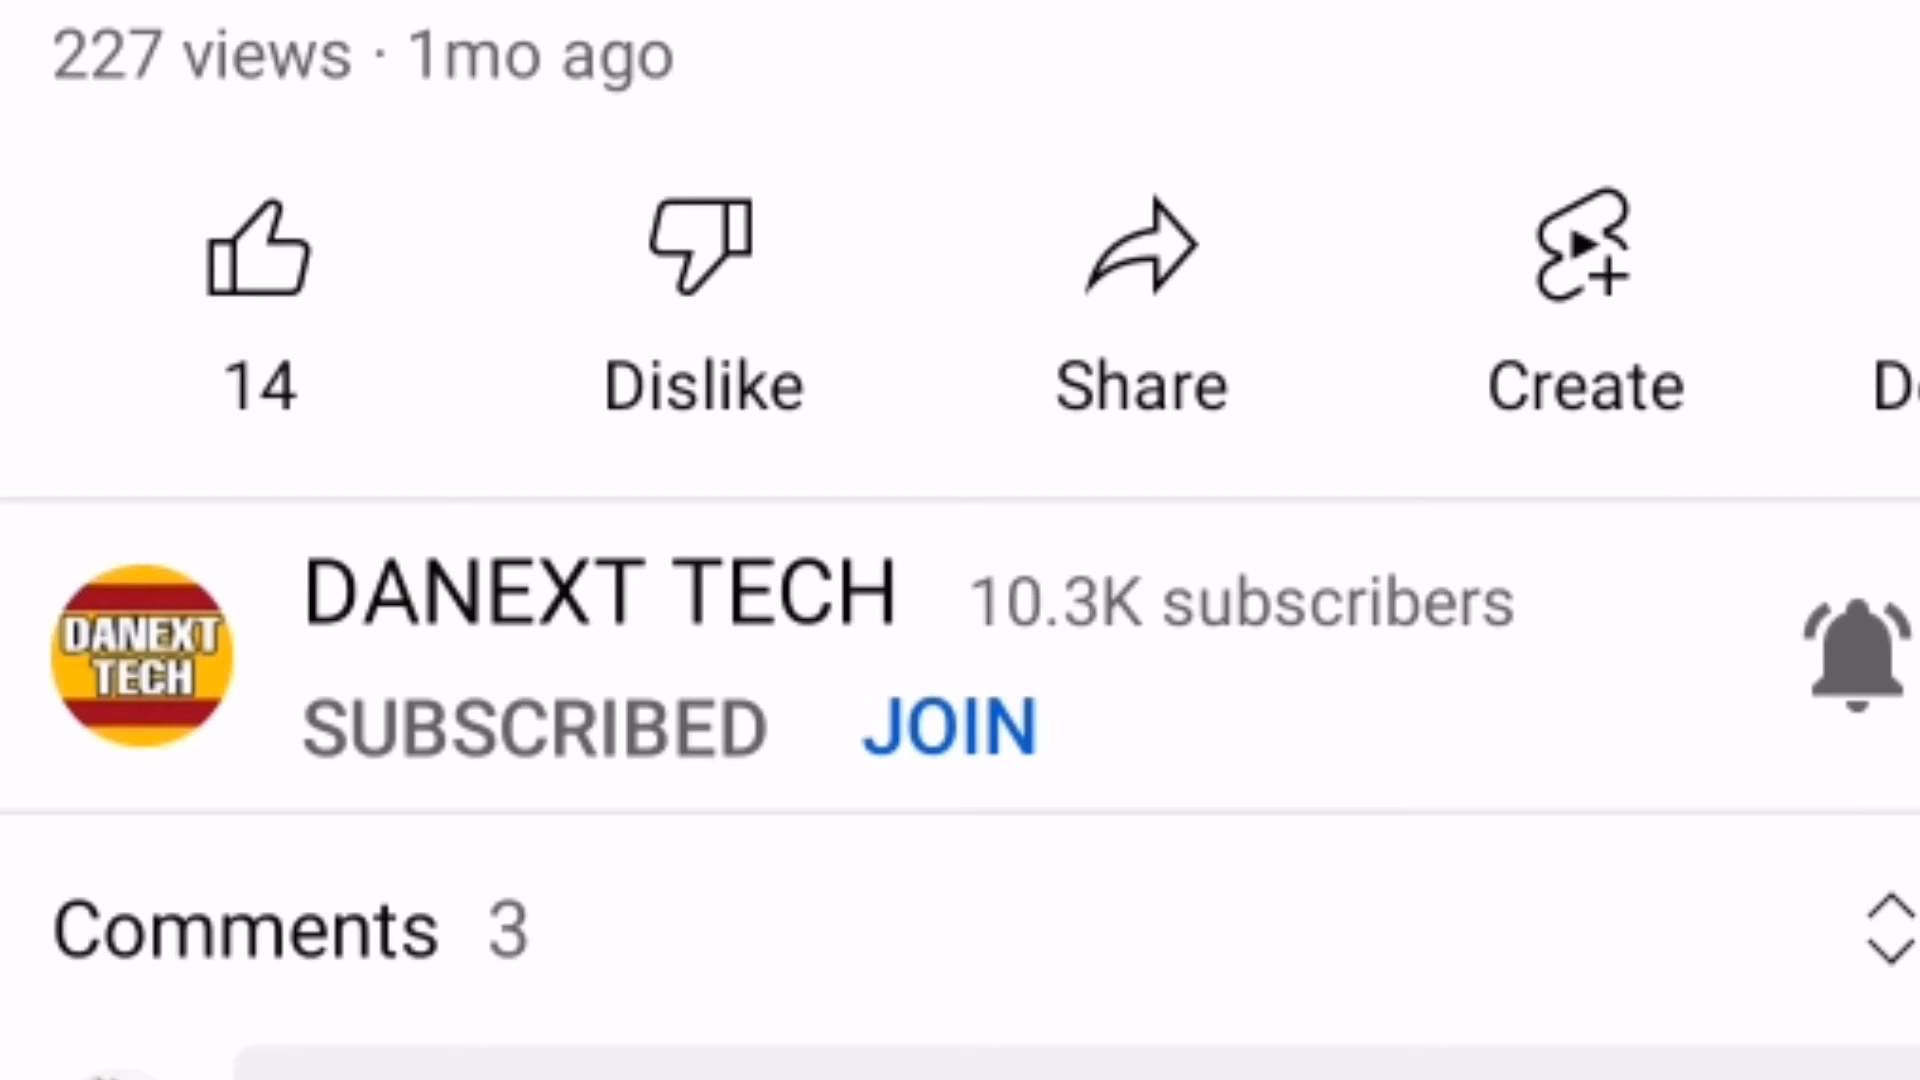 227 views · 1mo ago
14
Dislike
Share
Create
DANEXT TECH 10.3K subscribers
DANEXT
TECH
SUBSCRIBED JOIN
Comments 3